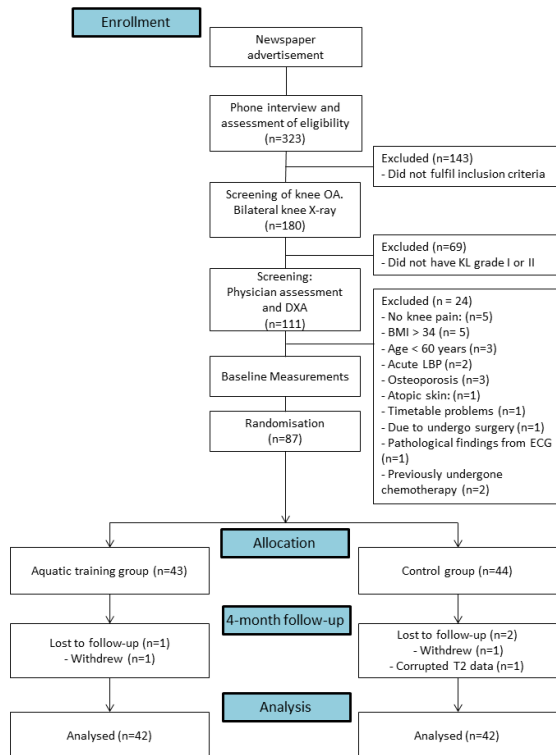 Enrollment
Newspaper
advertisement
Phone interview and
assessment of eligibility
(n=323)
Excluded (n=143)
- Did not fulfil inclusion criteria
Screening of knee OA.
Bilateral knee X-ray
(n=180)
Excluded (n=69)
- Did not have KL grade I or II
Screening:
Physician assessment
and DXA
(n=111)
Excluded (n = 24)
- No knee pain: (n=5)
- BMI > 34 (n= 5)
- Age < 60 years (n=3)
- Acute LBP (n=2)
- Osteoporosis (n=3)
- Atopic skin: (n=1)
- Timetable problems (n=1)
- Due to undergo surgery (n=1)
- Pathological findings from ECG
(n=1)
- Previously undergone
chemotherapy (n=2)
Baseline Measurements
Randomisation
(n=87)
Allocation
Aquatic training group (n=43)
Control group (n=44)
4-month follow-up
Lost to follow-up (n=1)
- Withdrew (n=1)
Lost to follow-up (n=2)
- Withdrew (n=1)
- Corrupted T2 data (n=1)
Analysis
Analysed (n=42)
Analysed (n=42)